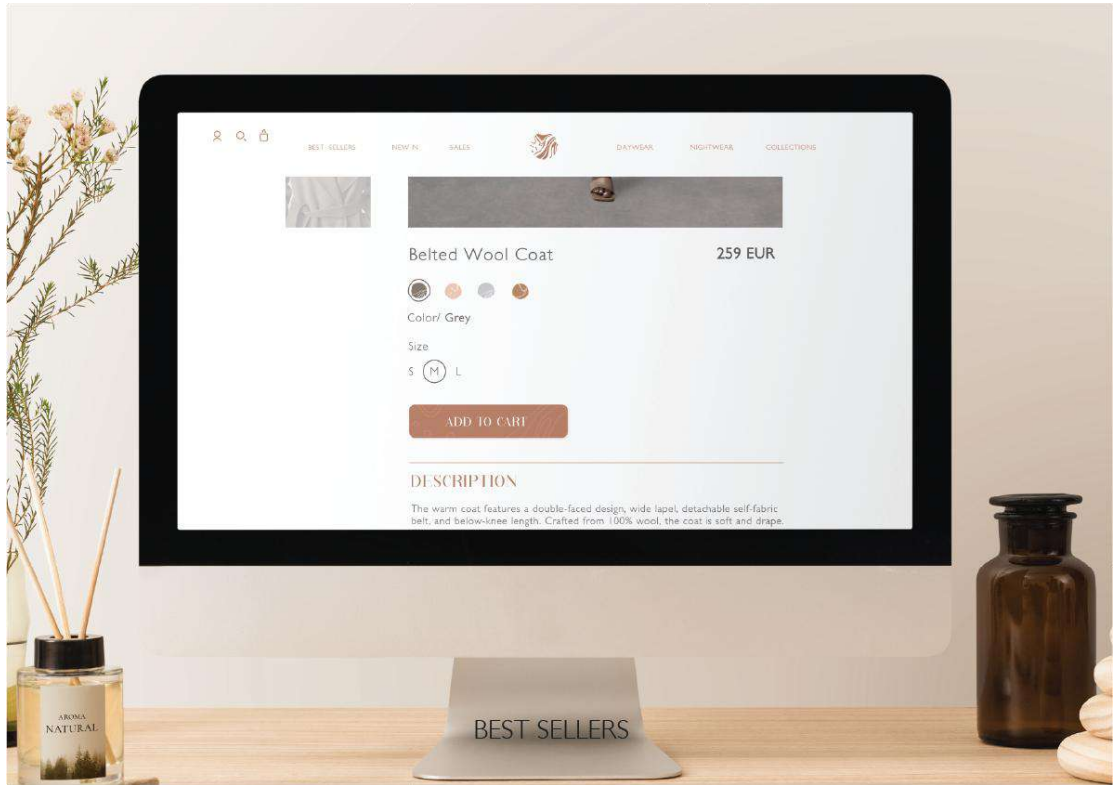 BEST SELLERS
NEW IN
SALES
DAYWEAR
NIGHTWEAR
COLLECTIONS
Belted Wool Coat
259 EUR
Color/ Grey
Size
S M L
ADD TO CART
DESCRIPTION
The warm coat features a double-faced design, wide lapel, detachable self-fabric
belt, and below-knee length. Crafted from 100% wool, the coat is soft and drape.
AROMA
NATURAL
BEST SELLERS